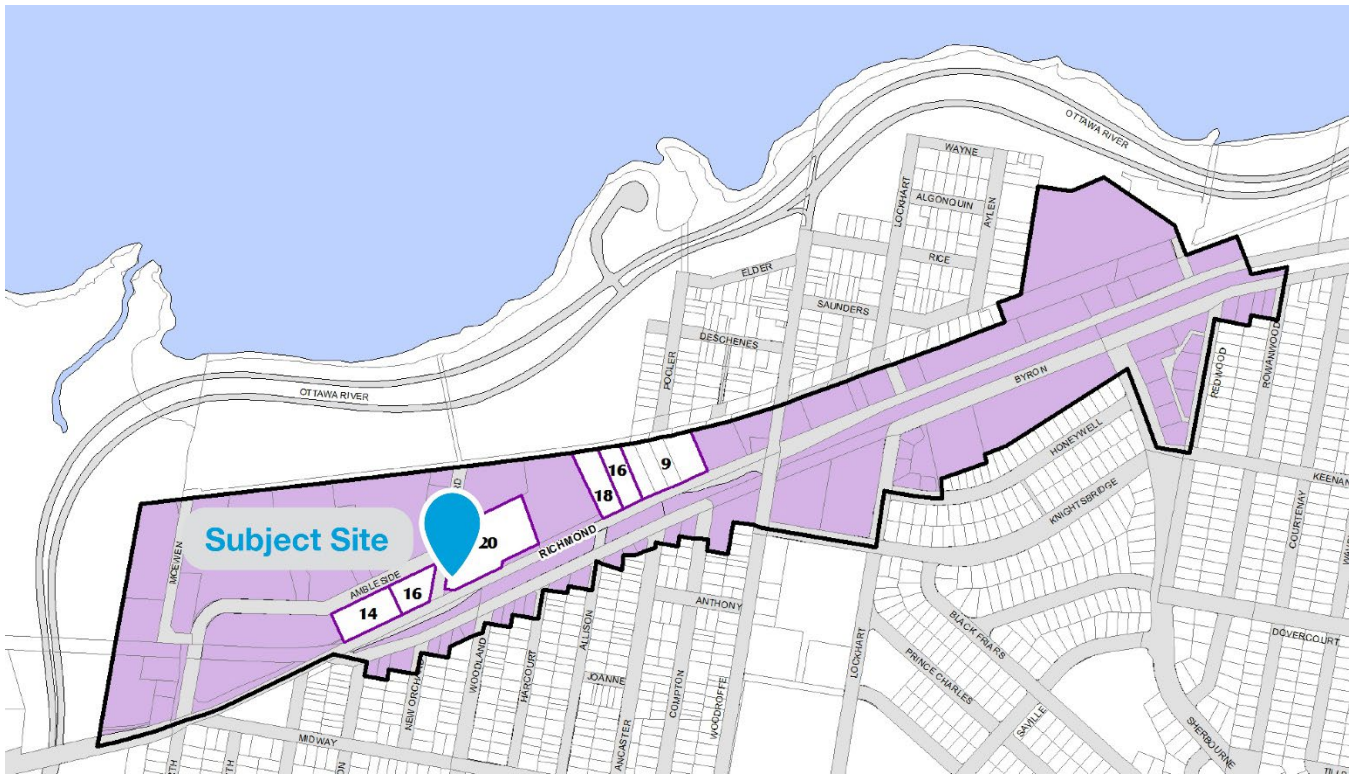 OTTAWA RIVER
WAYNE
LOCKHART
ALGONQUIN
AYLEN
RICE
ELDER
SAUNDERS
DESCHENES
POGLER
OTTAWA RIVER
BYRON
REDWOOD
ROWANWOOD
HONEYWELL
KEENAN
KNIGHTSBRIDGE
COURTENAY
16
9
18
RICHMOND
20
Subject Site
MCEWEN
AMBLESIDE
16
14
ANTHONY
BLACK FRIARS
DOVERCOURT
LOCKHART
PRINCE CHARLES
ALLISON
WOODLAND
HARCOURT
NEW ORCHARD
JOANNE
COMPTON
WOODROFFE
ANCASTER
MIDWAY
SAVILLE
SHERBOURNE